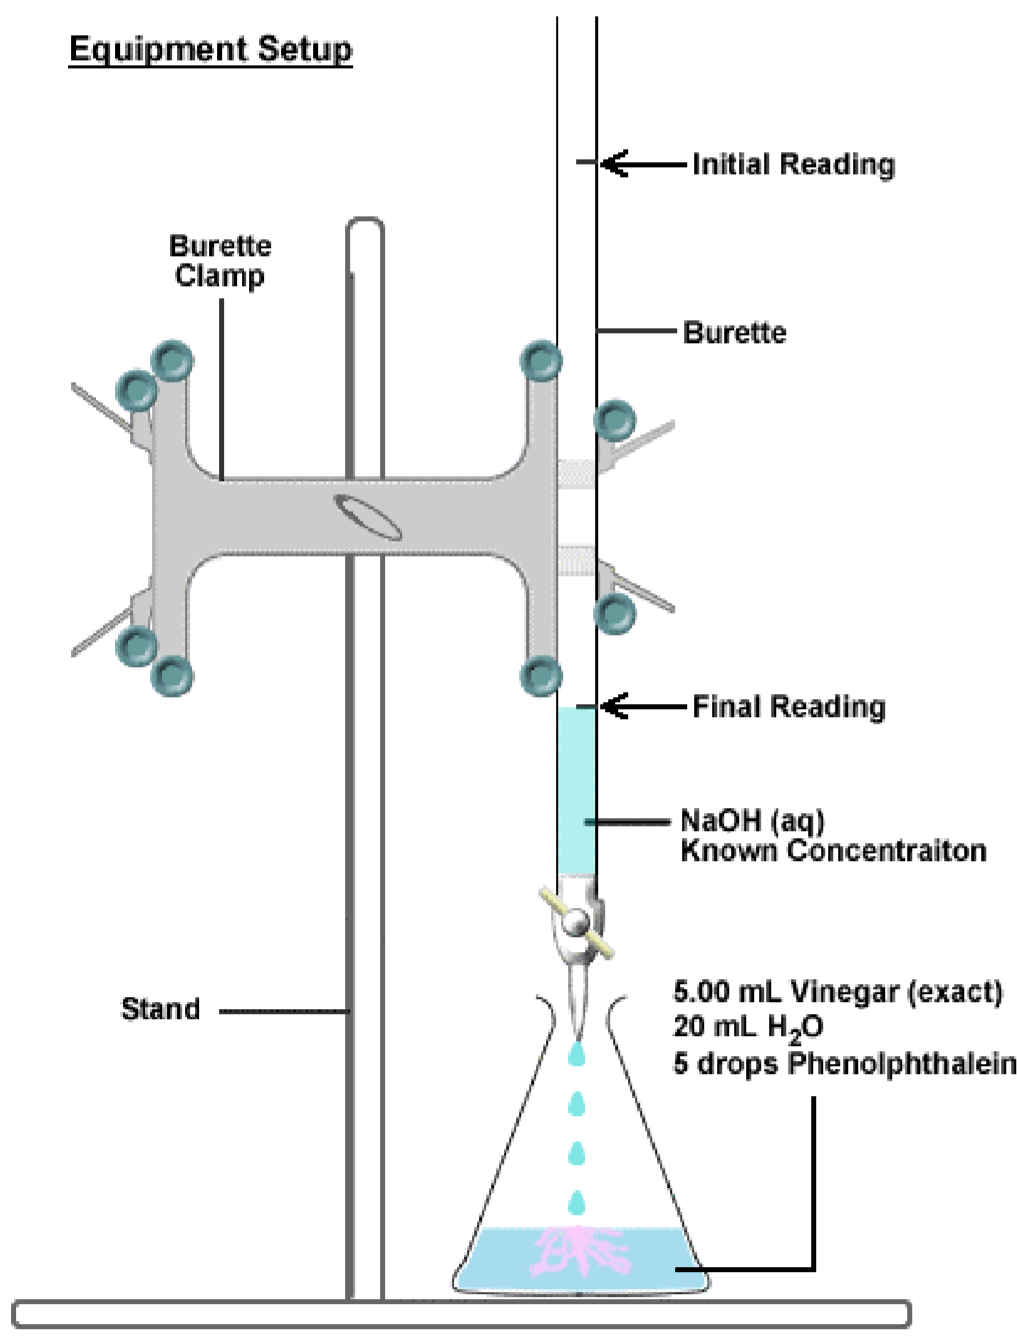 Equipment Setup
Initial Reading
Burette
Clamp
Burette
Final Reading
NaOH (aq)
Known Concentraiton
Stand
5.00 mL Vinegar (exact)
20 mL H₂O
5 drops Phenolphthalein